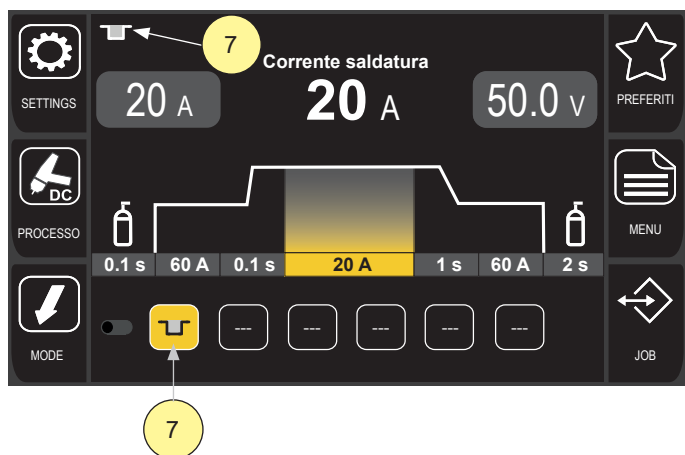 7
Corrente saldatura
SETTINGS
20 A
20 A
50.0 V
PREFERITI
DC
PROCESSO
MENU
0.1 s 60 A 0.1 s 20 A 1 s 60 A 2 s
--- --- --- --- ---
MODE
JOB
7